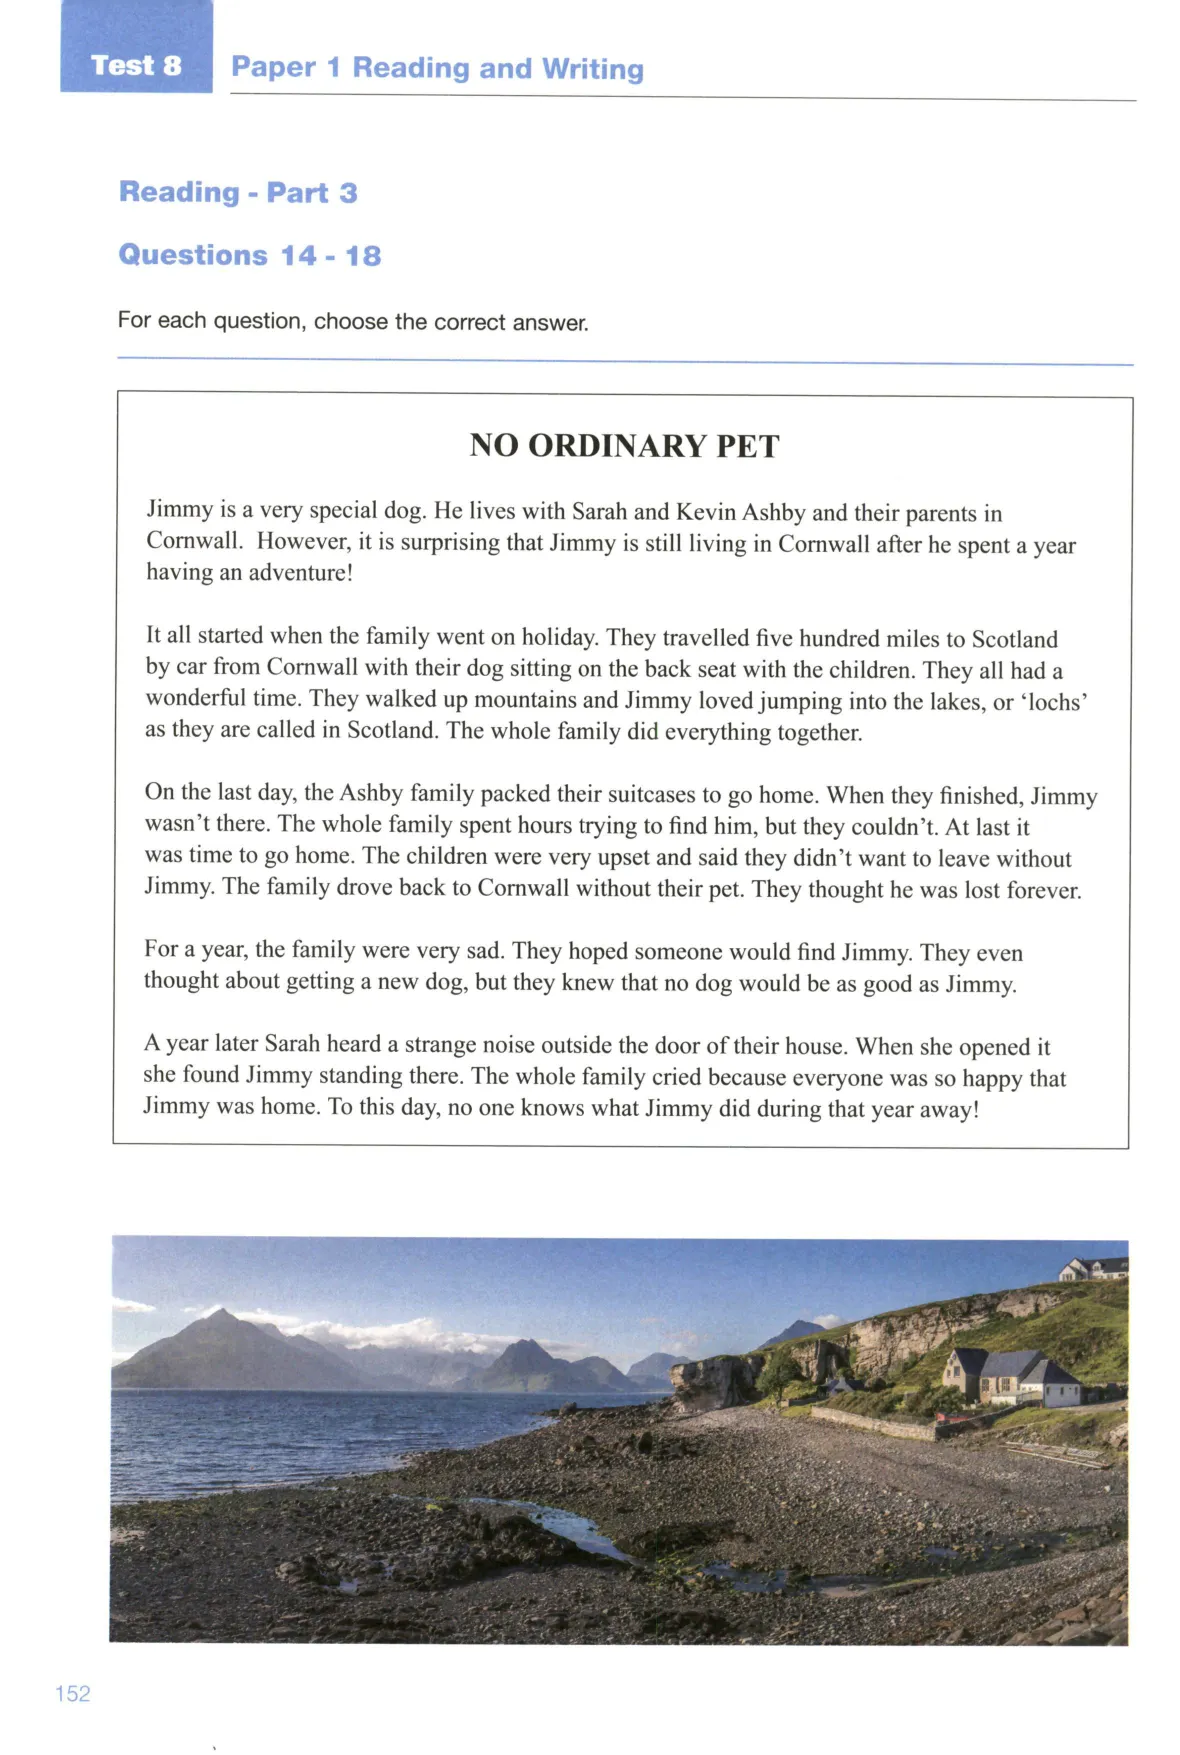 Test 8
Paper 1 Reading and Writing
Reading - Part 3
Questions 14 - 18
For each question, choose the correct answer.
NO ORDINARY PET
Jimmy is a very special dog. He lives with Sarah and Kevin Ashby and their parents in
Cornwall.  However, it is surprising that Jimmy is still living in Cornwall after he spent a year
having an adventure!
It all started when the family went on holiday. They travelled five hundred miles to Scotland
by car from Cornwall with their dog sitting on the back seat with the children. They all had a
wonderful time. They walked up mountains and Jimmy loved jumping into the lakes, or ‘lochs’
as they are called in Scotland. The whole family did everything together.
On the last day, the Ashby family packed their suitcases to go home. When they finished, Jimmy
wasn’t there. The whole family spent hours trying to find him, but they couldn’t. At last it
was time to go home. The children were very upset and said they didn’t want to leave without
Jimmy. The family drove back to Cornwall without their pet. They thought he was lost forever.
For a year, the family were very sad. They hoped someone would find Jimmy. They even
thought about getting a new dog, but they knew that no dog would be as good as Jimmy.
A year later Sarah heard a strange noise outside the door of their house. When she opened it
she found Jimmy standing there. The whole family cried because everyone was so happy that
Jimmy was home. To this day, no one knows what Jimmy did during that year away!
152